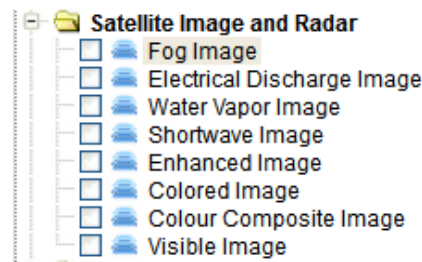 Satellite Image and Radar
Fog Image
Electrical Discharge Image
Water Vapor Image
Shortwave Image
Enhanced Image
Colored Image
Colour Composite Image
Visible Image